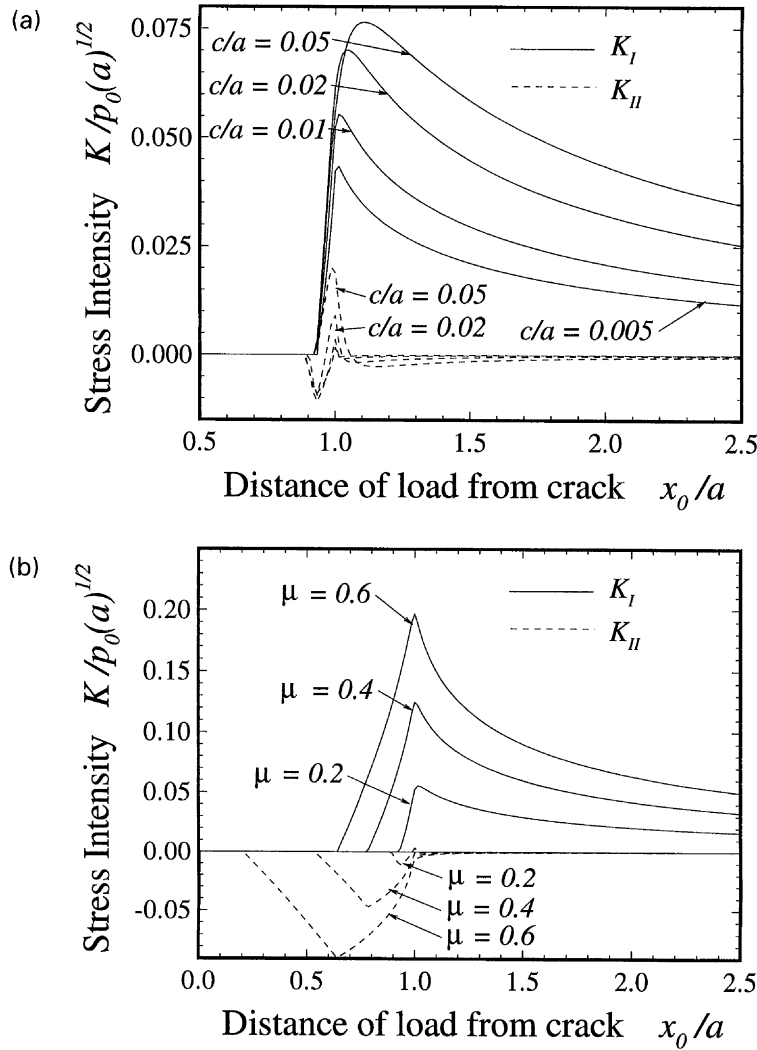 (a)
Stress Intensity K/p0(a)^1/2
0.075
0.050
0.025
0.000
c/a = 0.05
c/a = 0.02
c/a = 0.01
K_I
K_II
c/a = 0.05
c/a = 0.02
c/a = 0.005
0.5 1.0 1.5 2.0 2.5
Distance of load from crack x0/a
(b)
Stress Intensity K/p0(a)^1/2
0.20
0.15
0.10
0.05
0.00
-0.05
μ = 0.6
μ = 0.4
μ = 0.2
K_I
K_II
μ = 0.2
μ = 0.4
μ = 0.6
0.0 0.5 1.0 1.5 2.0 2.5
Distance of load from crack x0/a